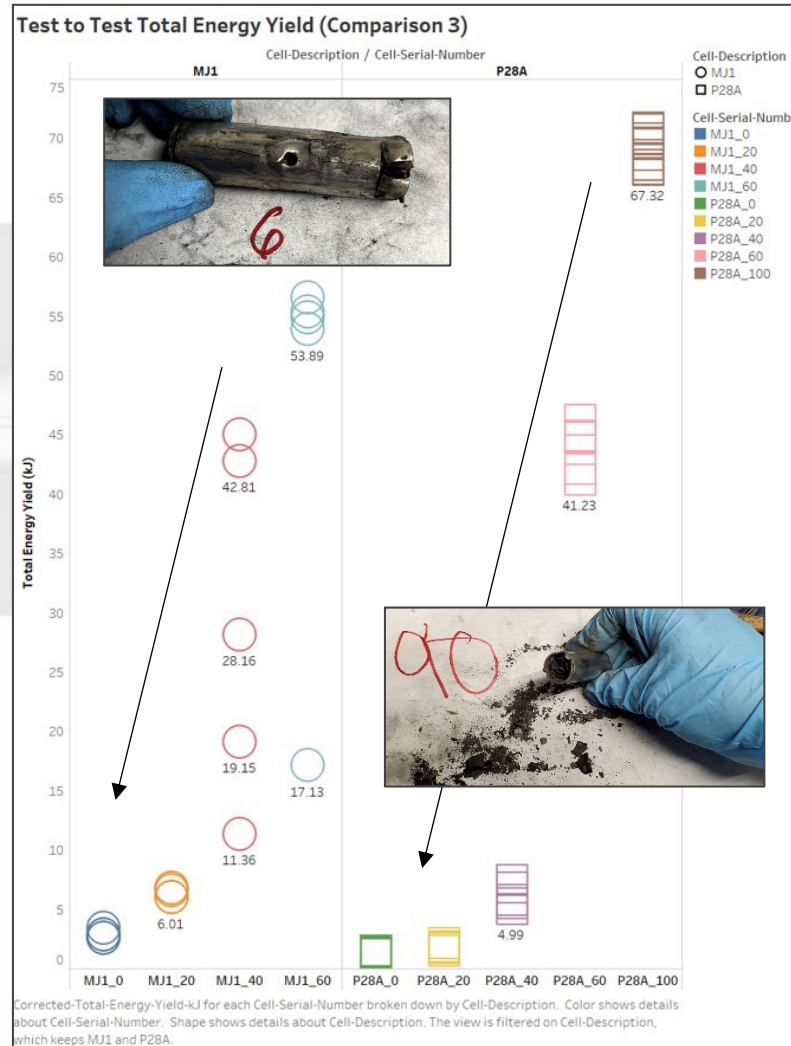 Test to Test Total Energy Yield (Comparison 3)
Cell-Description / Cell-Serial-Number
MJ1
P28A
Cell-Description
MJ1
P28A
Cell-Serial-Numb
MJ1_0
MJ1_20
MJ1_40
MJ1_60
P28A_0
P28A_20
P28A_40
P28A_60
P28A_100
Total Energy Yield (kJ)
75
70
65
60
55
50
45
40
35
30
25
20
15
10
5
0
6
67.32
53.89
42.81
41.23
28.16
19.15
17.13
11.36
90
6.01
4.99
MJ1_0 MJ1_20 MJ1_40 MJ1_60 P28A_0 P28A_20 P28A_40 P28A_60 P28A_100
Corrected-Total-Energy-Yield-kJ for each Cell-Serial-Number broken down by Cell-Description. Color shows details
about Cell-Serial-Number. Shape shows details about Cell-Description. The view is filtered on Cell-Description,
which keeps MJ1 and P28A.